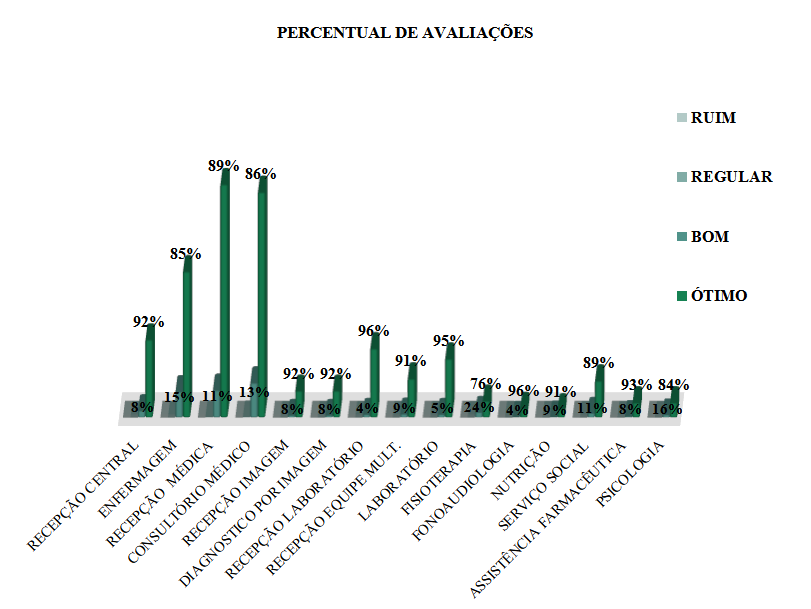 PERCENTUAL DE AVALIAÇÕES
RUIM
REGULAR
BOM
ÓTIMO
92%
85%
89%
86%
92%
92%
96%
91%
95%
76%
96%
91%
89%
93%
84%
8%
15%
11%
13%
8%
8%
4%
9%
5%
24%
4%
9%
11%
8%
16%
RECEPÇÃO CENTRAL
ENFERMAGEM
RECEPÇÃO MÉDICA
CONSULTÓRIO MÉDICO
RECEPÇÃO IMAGEM
DIAGNOSTICO POR IMAGEM
RECEPÇÃO LABORATÓRIO
RECEPÇÃO EQUIPE MULT.
LABORATÓRIO
FISIOTERAPIA
FONOAUDIOLOGIA
NUTRIÇÃO
SERVIÇO SOCIAL
ASSISTÊNCIA FARMACÊUTICA
PSICOLOGIA